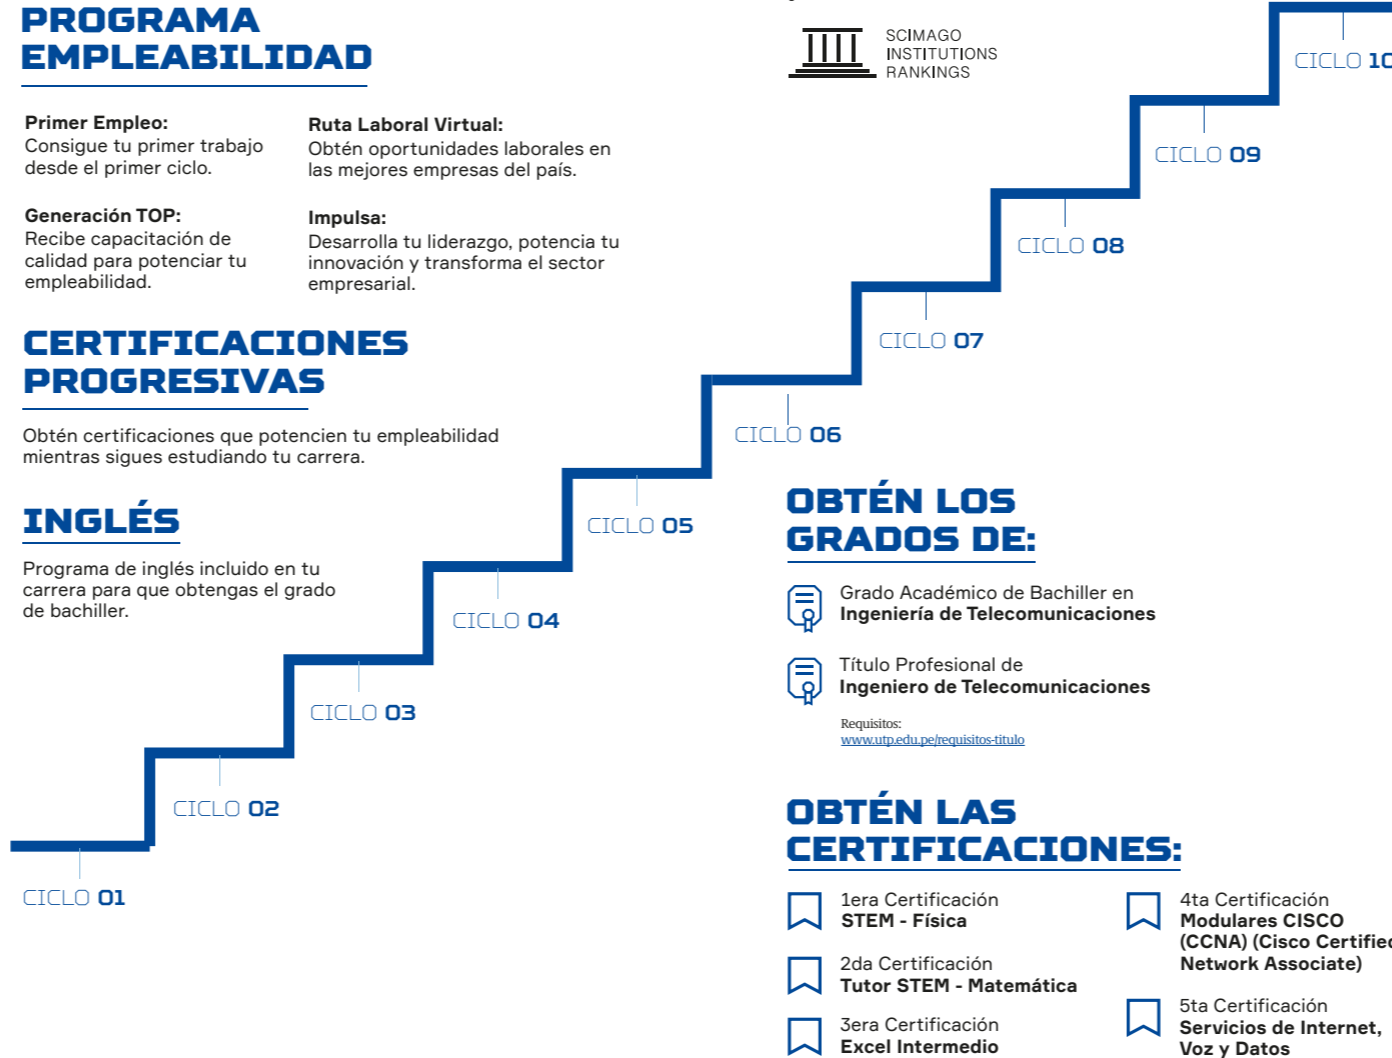 PROGRAMA
EMPLEABILIDAD
Primer Empleo:
Consigue tu primer trabajo
desde el primer ciclo.
Ruta Laboral Virtual:
Obtén oportunidades laborales en
las mejores empresas del país.
Generación TOP:
Recibe capacitación de
calidad para potenciar tu
empleabilidad.
Impulsa:
Desarrolla tu liderazgo, potencia tu
innovación y transforma el sector
empresarial.
CERTIFICACIONES
PROGRESIVAS
Obtén certificaciones que potencien tu empleabilidad
mientras sigues estudiando tu carrera.
INGLÉS
Programa de inglés incluido en tu
carrera para que obtengas el grado
de bachiller.
SCIMAGO
INSTITUTIONS
RANKINGS
CICLO 10
CICLO 09
CICLO 08
CICLO 07
CICLO 06
CICLO 05
CICLO 04
CICLO 03
CICLO 02
CICLO 01
OBTÉN LOS
GRADOS DE:
Grado Académico de Bachiller en
Ingeniería de Telecomunicaciones
Título Profesional de
Ingeniero de Telecomunicaciones
Requisitos:
www.utp.edu.pe/requisitos-titulo
OBTÉN LAS
CERTIFICACIONES:
1era Certificación
STEM - Física
2da Certificación
Tutor STEM - Matemática
3era Certificación
Excel Intermedio
4ta Certificación
Modulares CISCO
(CCNA) (Cisco Certified
Network Associate)
5ta Certificación
Servicios de Internet,
Voz y Datos